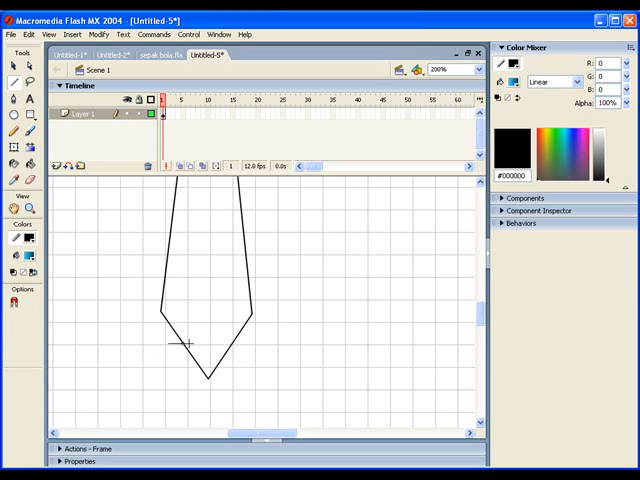 Macromedia Flash MX 2004 - [Untitled-5*]
File Edit View Insert Modify Text Commands Control Window Help
Tools
View
Colors
Options
Untitled-1* Untitled-2* sepak bola.fla Untitled-5*
Scene 1
200%
Timeline
1 5 10 15 20 25 30 35 40 45 50 55 60
Layer 1
1 12.0 fps 0.0s
Actions - Frame
Properties
Color Mixer
Linear
R: 0
G: 0
B: 0
Alpha: 100%
#000000
Components
Component Inspector
Behaviors